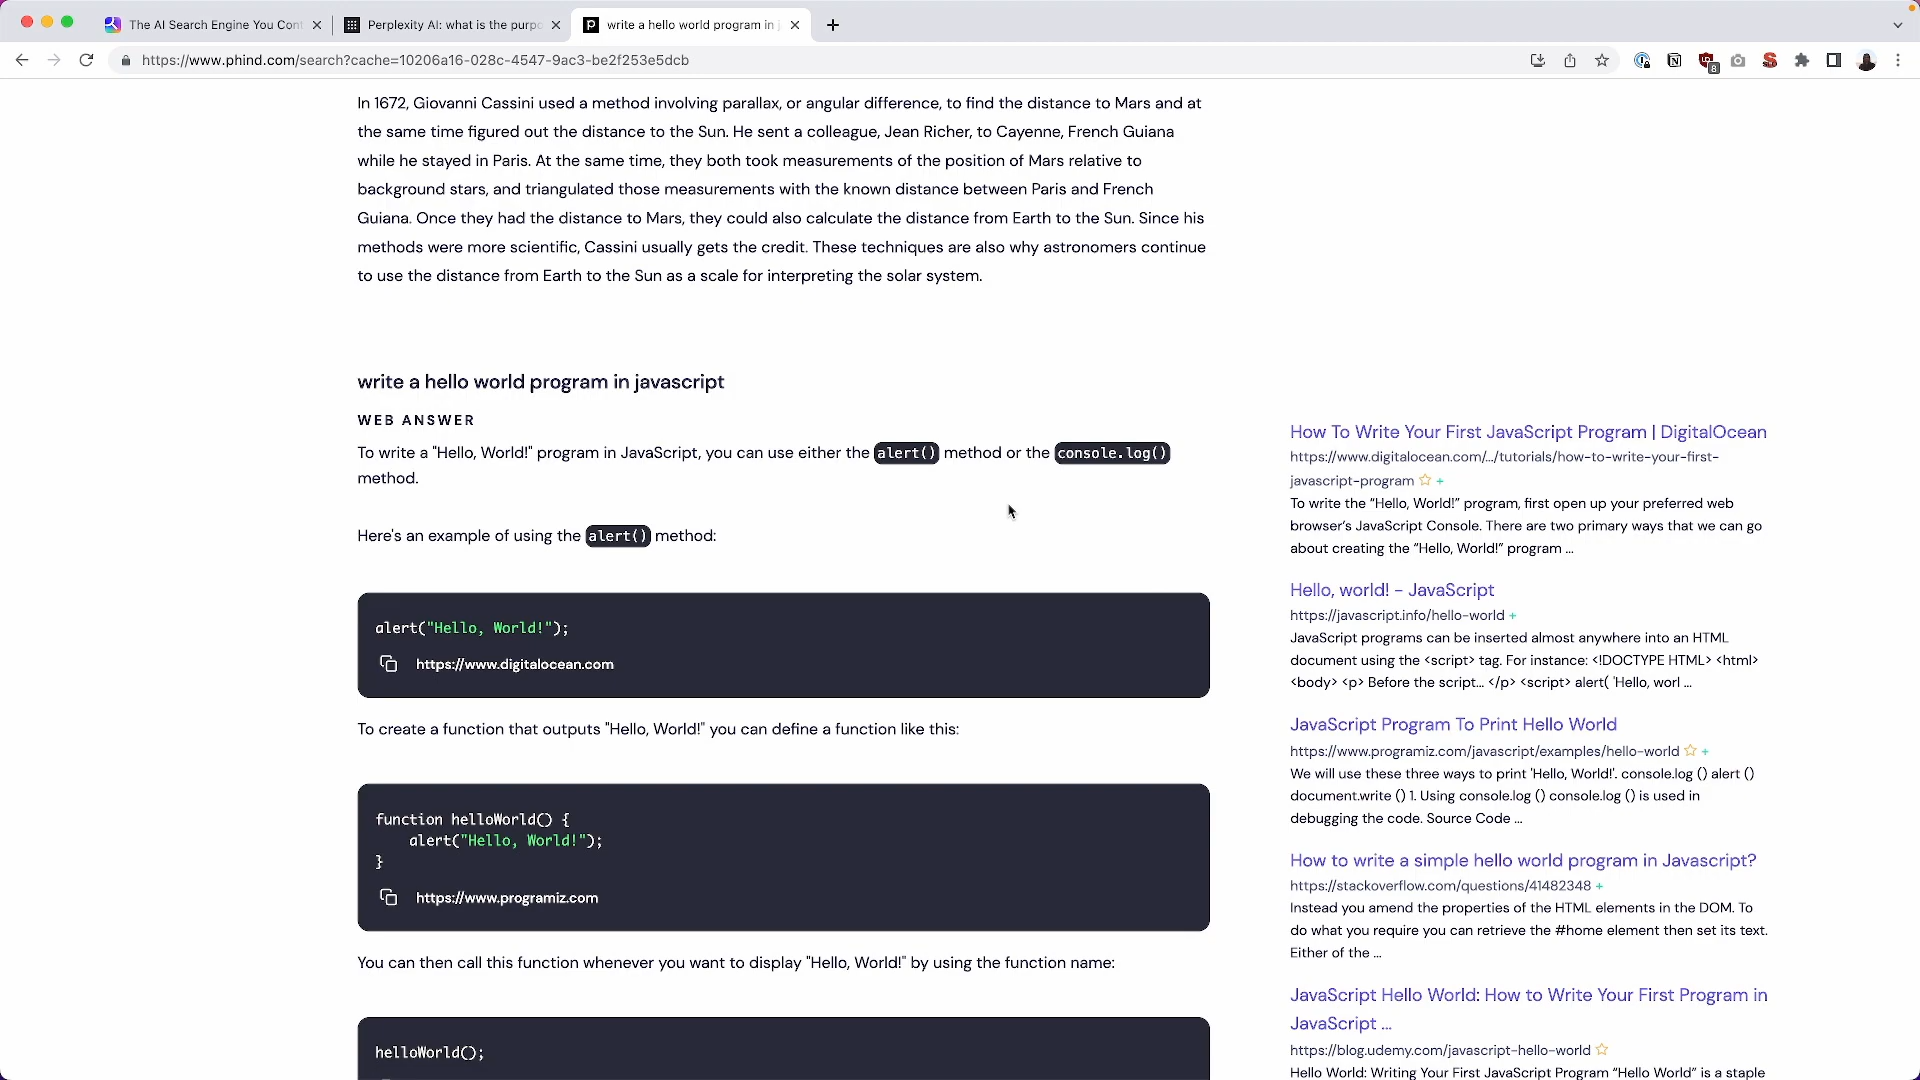 The AI Search Engine You Cont
Perplexity AI: what is the purpo
write a hello world program in j
https://www.phind.com/search?cache=10206a16-028c-4547-9ac3-be2f253e5dcb
8
In 1672, Giovanni Cassini used a method involving parallax, or angular difference, to find the distance to Mars and at
the same time figured out the distance to the Sun. He sent a colleague, Jean Richer, to Cayenne, French Guiana
while he stayed in Paris. At the same time, they both took measurements of the position of Mars relative to
background stars, and triangulated those measurements with the known distance between Paris and French
Guiana. Once they had the distance to Mars, they could also calculate the distance from Earth to the Sun. Since his
methods were more scientific, Cassini usually gets the credit. These techniques are also why astronomers continue
to use the distance from Earth to the Sun as a scale for interpreting the solar system.
write a hello world program in javascript
WEB ANSWER
To write a "Hello, World!" program in JavaScript, you can use either the alert() method or the console.log()
method.
Here's an example of using the alert() method:
alert("Hello, World!");
https://www.digitalocean.com
To create a function that outputs "Hello, World!" you can define a function like this:
function helloWorld() {
alert("Hello, World!");
}
https://www.programiz.com
You can then call this function whenever you want to display "Hello, World!" by using the function name:
helloWorld();
How To Write Your First JavaScript Program | DigitalOcean
https://www.digitalocean.com/.../tutorials/how-to-write-your-first-
javascript-program +
To write the “Hello, World!” program, first open up your preferred web
browser’s JavaScript Console. There are two primary ways that we can go
about creating the “Hello, World!” program ...
Hello, world! - JavaScript
https://javascript.info/hello-world +
JavaScript programs can be inserted almost anywhere into an HTML
document using the <script> tag. For instance: <!DOCTYPE HTML> <html>
<body> <p> Before the script... </p> <script> alert( 'Hello, worl ...
JavaScript Program To Print Hello World
https://www.programiz.com/javascript/examples/hello-world +
We will use these three ways to print 'Hello, World!'. console.log () alert ()
document.write () 1. Using console.log () console.log () is used in
debugging the code. Source Code ...
How to write a simple hello world program in Javascript?
https://stackoverflow.com/questions/41482348 +
Instead you amend the properties of the HTML elements in the DOM. To
do what you require you can retrieve the #home element then set its text.
Either of the ...
JavaScript Hello World: How to Write Your First Program in
JavaScript ...
https://blog.udemy.com/javascript-hello-world
Hello World: Writing Your First JavaScript Program “Hello World” is a staple